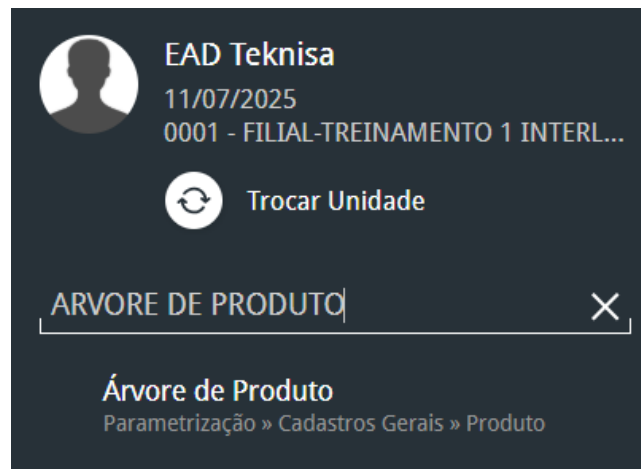 EAD Teknisa
11/07/2025
0001 - FILIAL-TREINAMENTO 1 INTERL...
Trocar Unidade
ARVORE DE PRODUTO
Árvore de Produto
Parametrização » Cadastros Gerais » Produto